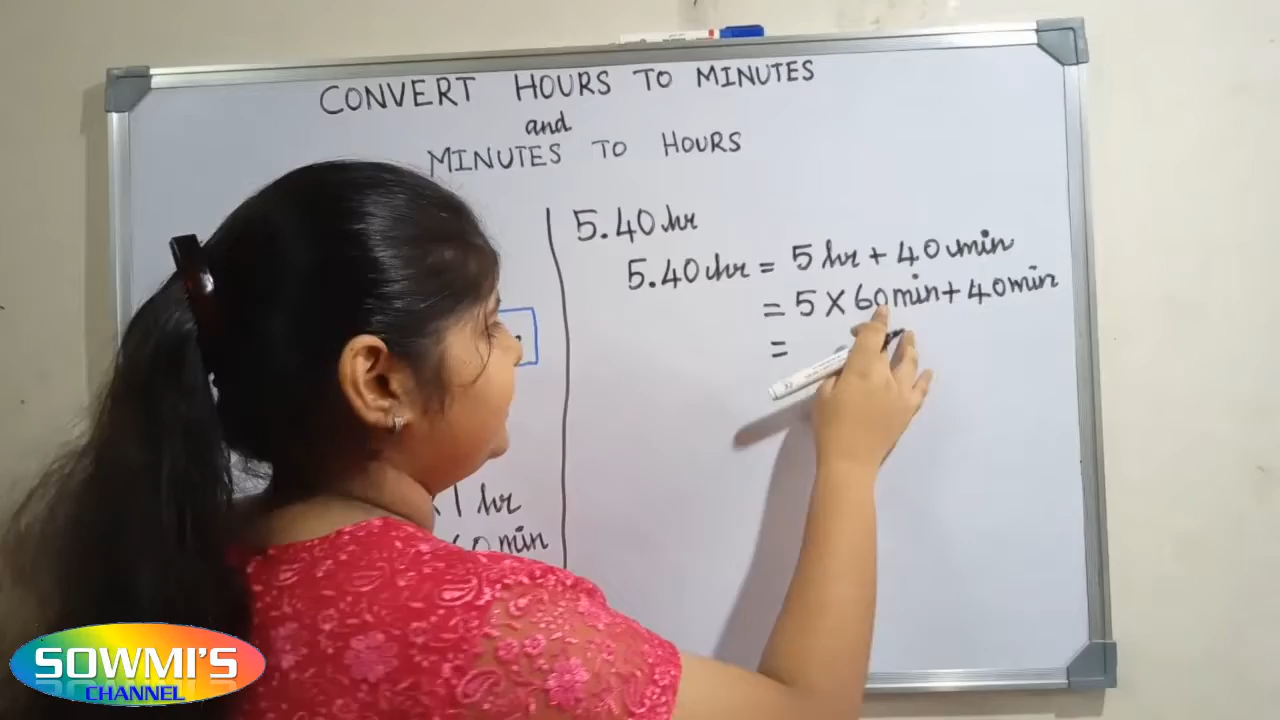 CONVERT HOURS TO MINUTES
and
MINUTES TO HOURS
5.40 hr
5.40 hr = 5 hr + 40 min
= 5 X 60 min + 40 min
=
1 hr
min
SOWMI'S
CHANNEL